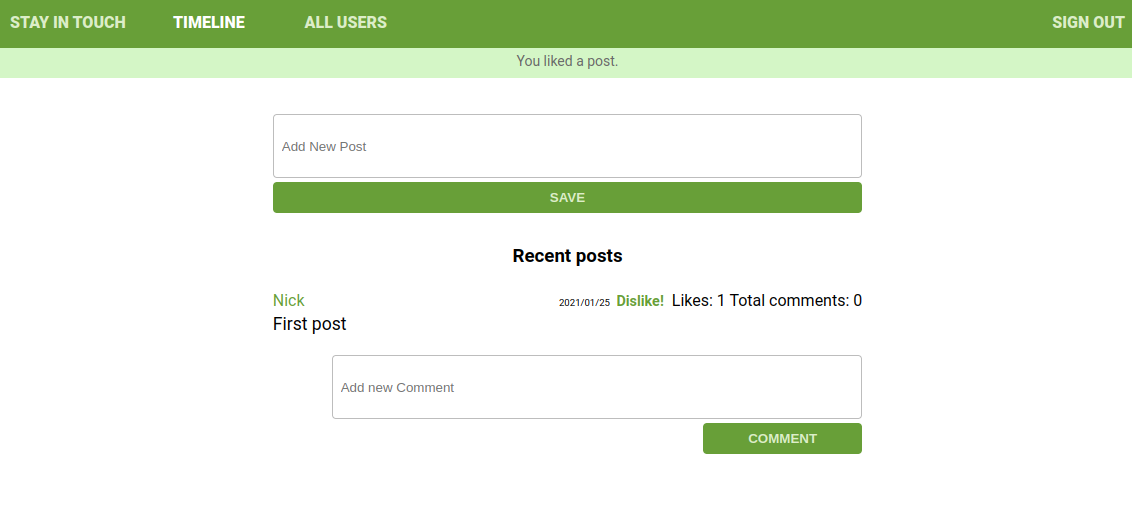 STAY IN TOUCH TIMELINE ALL USERS SIGN OUT
You liked a post.
Add New Post
SAVE
Recent posts
Nick 2021/01/25 Dislike! Likes: 1 Total comments: 0
First post
Add new Comment
COMMENT